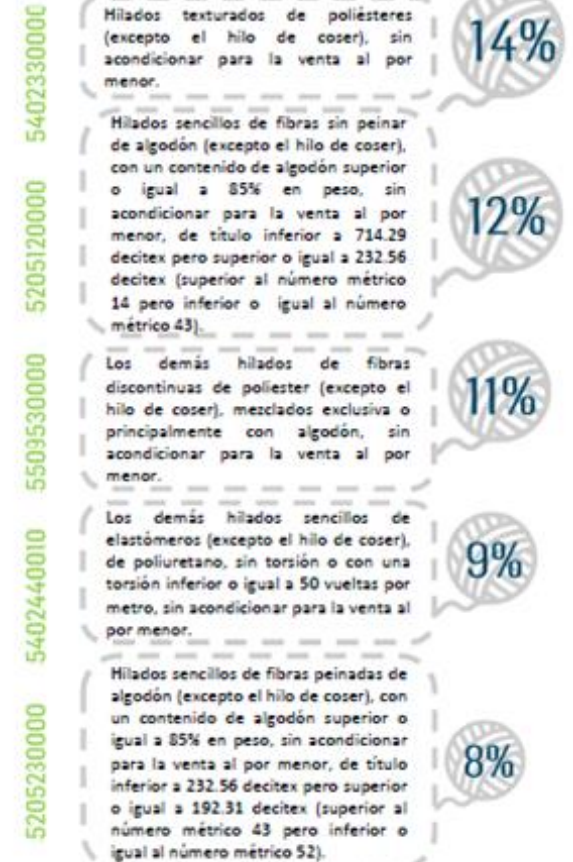 5402330000
Hilados texturados de poliésteres
(excepto el hilo de coser), sin
acondicionar para la venta al por
menor.
14%
5205120000
Hilados sencillos de fibras sin peinar
de algodón (excepto el hilo de coser),
con un contenido de algodón superior
o igual a 85% en peso, sin
acondicionar para la venta al por
menor, de título inferior a 714.29
decitex pero superior o igual a 232.56
decitex (superior al número métrico
14 pero inferior o igual al número
métrico 43).
12%
5509530000
Los demás hilados de fibras
discontinuas de poliester (excepto el
hilo de coser), mezclados exclusiva o
principalmente con algodón, sin
acondicionar para la venta al por
menor.
11%
5402440010
Los demás hilados sencillos de
elastómeros (excepto el hilo de coser),
de poliuretano, sin torsión o con una
torsión inferior o igual a 50 vueltas por
metro, sin acondicionar para la venta al
por menor.
9%
5205230000
Hilados sencillos de fibras peinadas de
algodón (excepto el hilo de coser), con
un contenido de algodón superior o
igual a 85% en peso, sin acondicionar
para la venta al por menor, de título
inferior a 232.56 decitex pero superior
o igual a 192.31 decitex (superior al
número métrico 43 pero inferior o
igual al número métrico 52).
8%